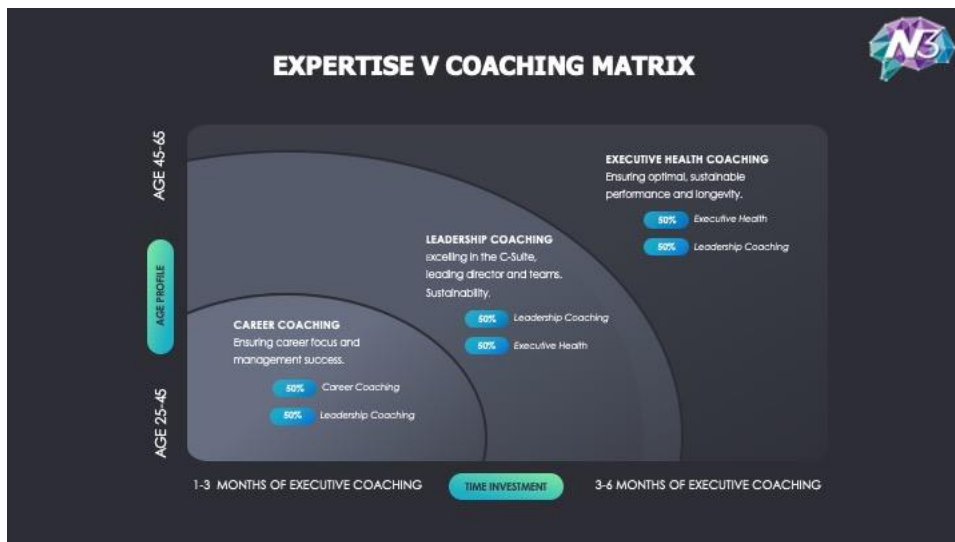 N3
EXPERTISE V COACHING MATRIX
AGE 45-65
AGE PROFILE
AGE 25-45
EXECUTIVE HEALTH COACHING
Ensuring optimal, sustainable
performance and longevity.
50% Executive Health
50% Leadership Coaching
LEADERSHIP COACHING
Excelling in the C-Suite,
leading director and teams.
Sustainability.
50% Leadership Coaching
50% Executive Health
CAREER COACHING
Ensuring career focus and
management success.
50% Career Coaching
50% Leadership Coaching
1-3 MONTHS OF EXECUTIVE COACHING
TIME INVESTMENT
3-6 MONTHS OF EXECUTIVE COACHING